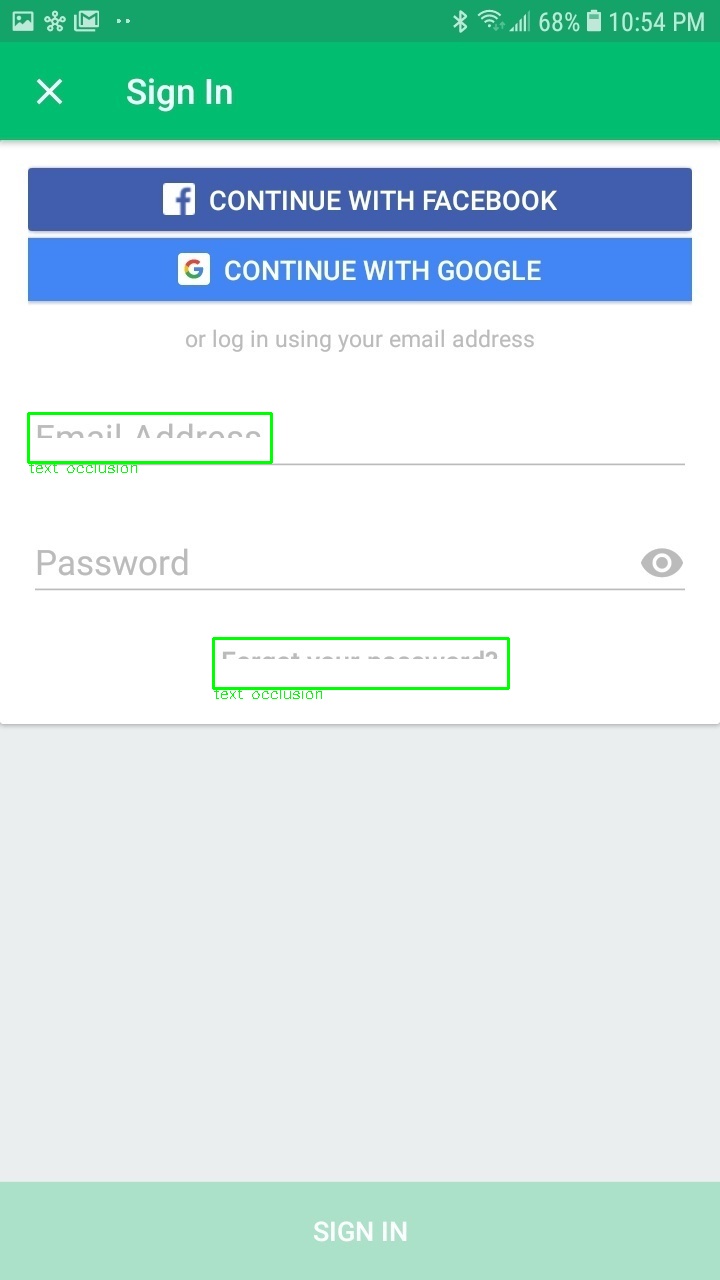 68% 10:54 PM
Sign In
CONTINUE WITH FACEBOOK
CONTINUE WITH GOOGLE
or log in using your email address
Email Address
text occlusion
Password
Forgot your password?
text occlusion
SIGN IN